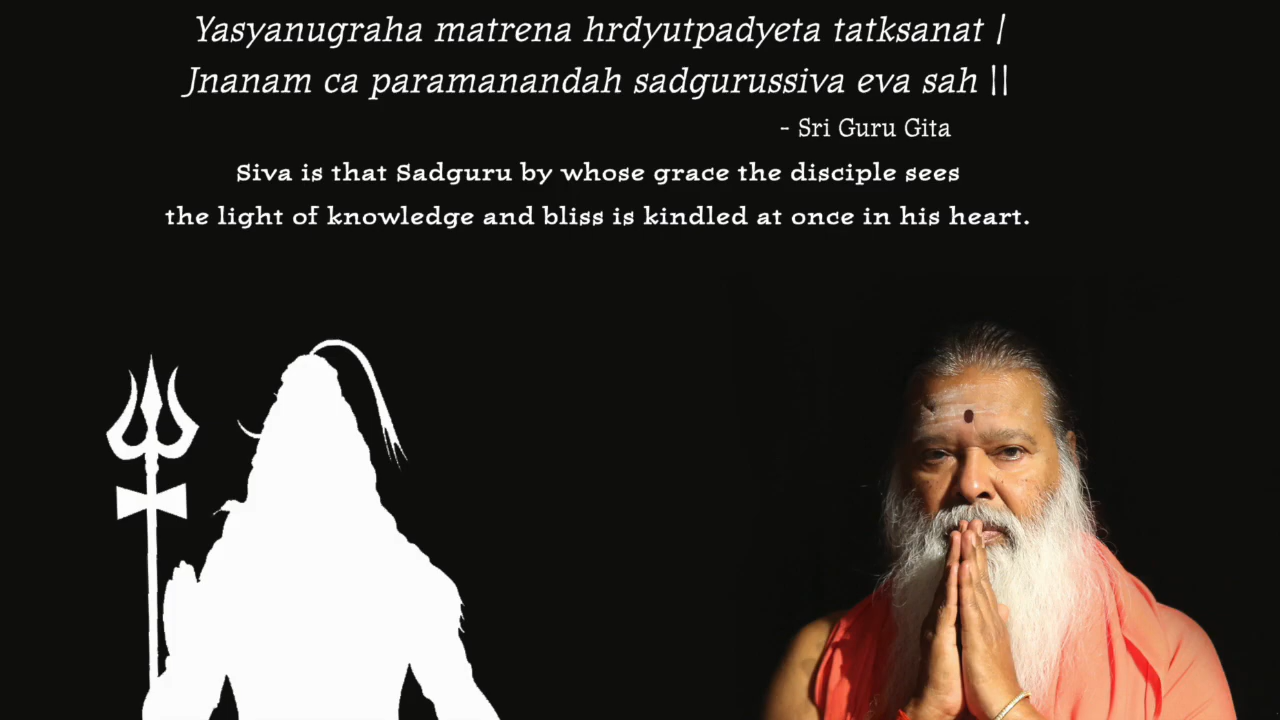 Yasyanugraha matrena hrdyutpadyeta tatksanat |
Jnanam ca paramanandah sadgurussiva eva sah ||
- Sri Guru Gita
Siva is that Sadguru by whose grace the disciple sees
the light of knowledge and bliss is kindled at once in his heart.